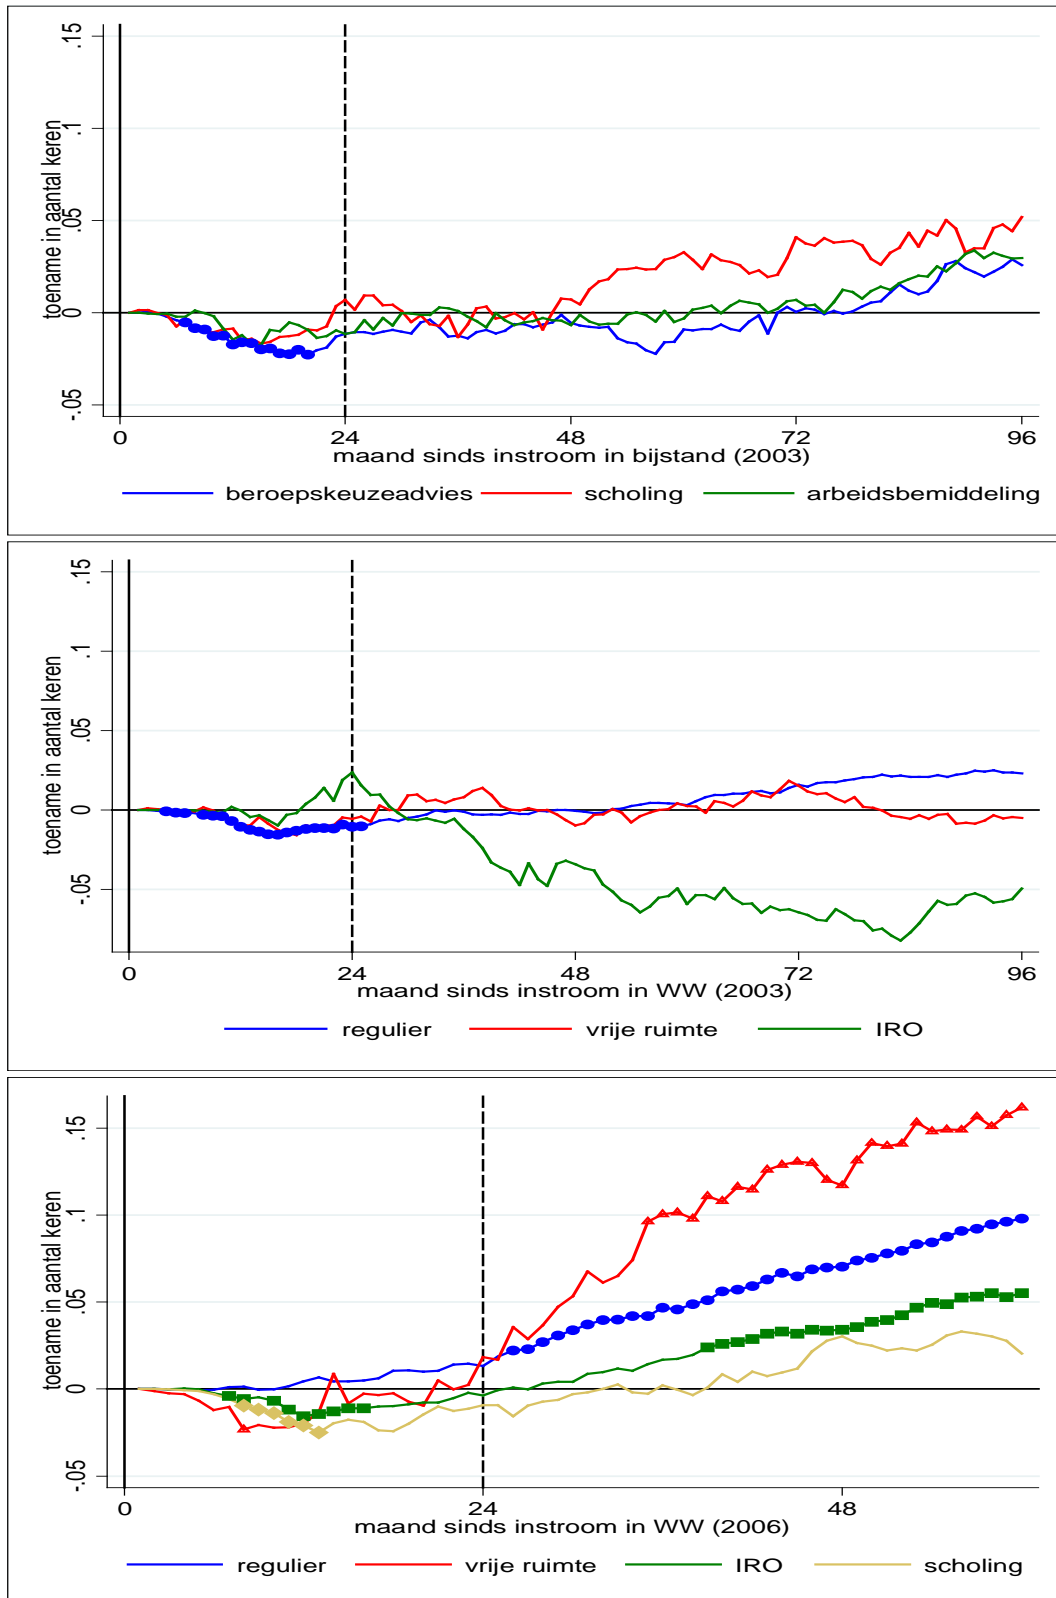 toename in aantal keren
.15
.1
.05
0
-.05
0 24 48 72 96
maand sinds instroom in bijstand (2003)
beroepskeuzeadvies scholing arbeidsbemiddeling
toename in aantal keren
.15
.1
.05
0
-.05
0 24 48 72 96
maand sinds instroom in WW (2003)
regulier vrije ruimte IRO
toename in aantal keren
.15
.1
.05
0
-.05
0 24 48
maand sinds instroom in WW (2006)
regulier vrije ruimte IRO scholing